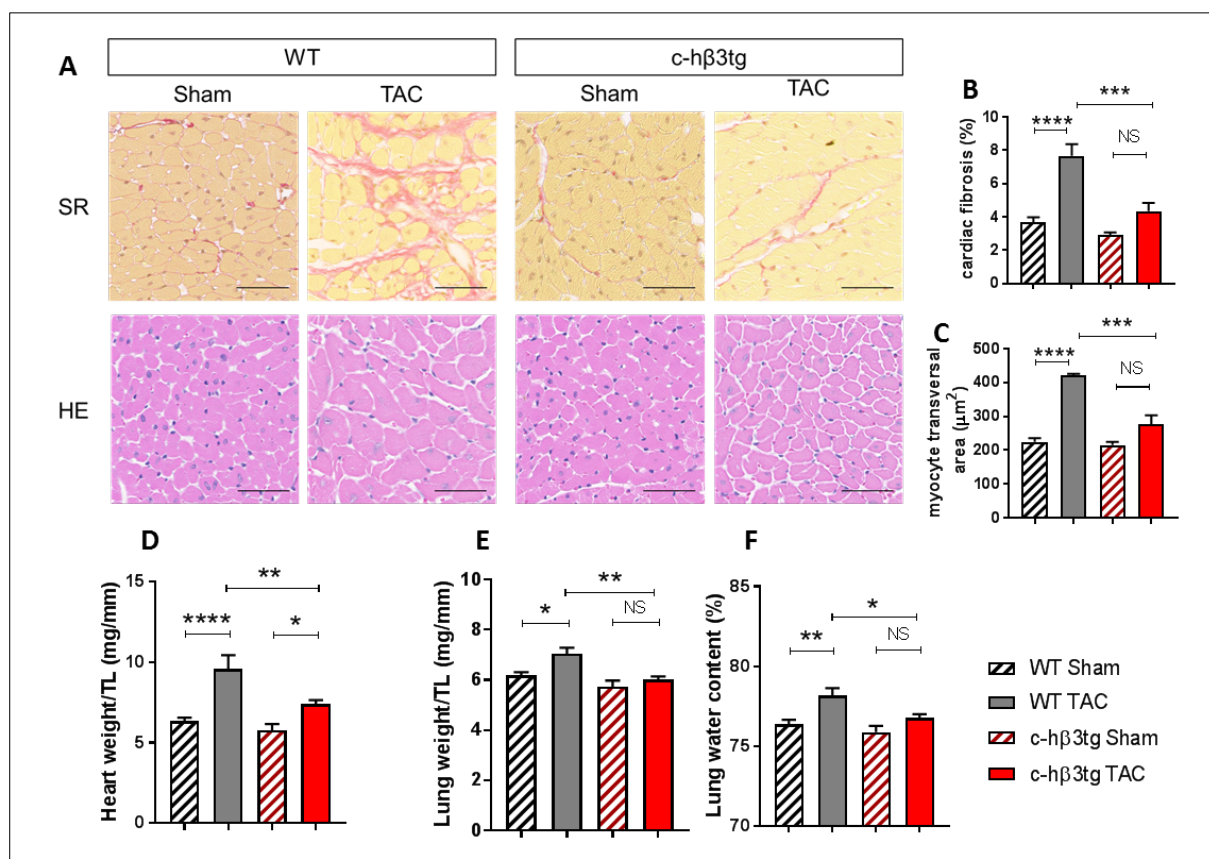 A
WT
c-hβ3tg
Sham
TAC
Sham
TAC
SR
HE
B
cardiac fibrosis (%)
10
8
6
4
2
0
****
***
NS
C
myocyte transversal
area (μm²)
500
400
300
200
100
0
****
***
NS
D
Heart weight/TL (mg/mm)
15
10
5
0
****
**
*
E
Lung weight/TL (mg/mm)
10
8
6
4
2
0
*
**
NS
F
Lung water content (%)
85
80
75
70
**
*
NS
WT Sham
WT TAC
c-hβ3tg Sham
c-hβ3tg TAC